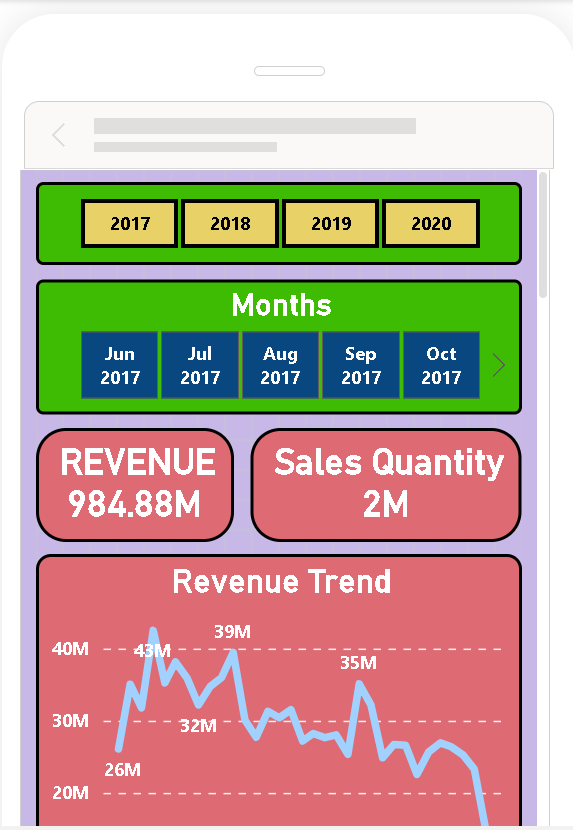 2017 2018 2019 2020
Months
Jun Jul Aug Sep Oct
2017 2017 2017 2017 2017
REVENUE
984.88M
Sales Quantity
2M
Revenue Trend
39M
40M
43M
35M
30M
32M
26M
20M